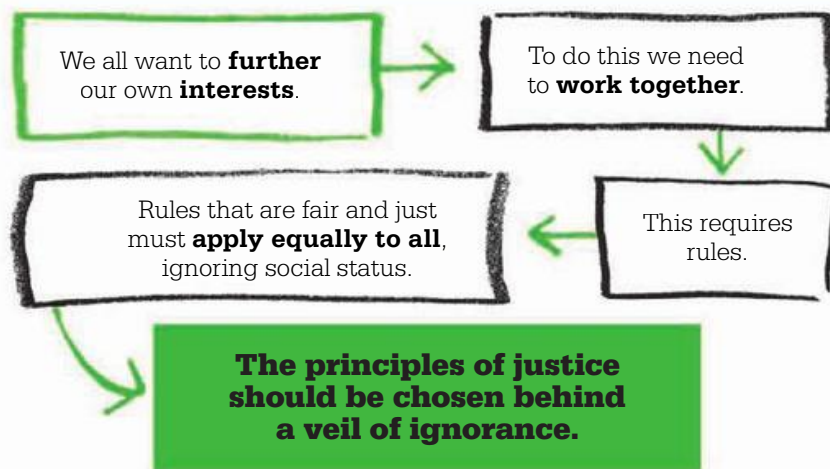 We all want to further
our own interests.
To do this we need
to work together.
This requires
rules.
Rules that are fair and just
must apply equally to all,
ignoring social status.
The principles of justice
should be chosen behind
a veil of ignorance.